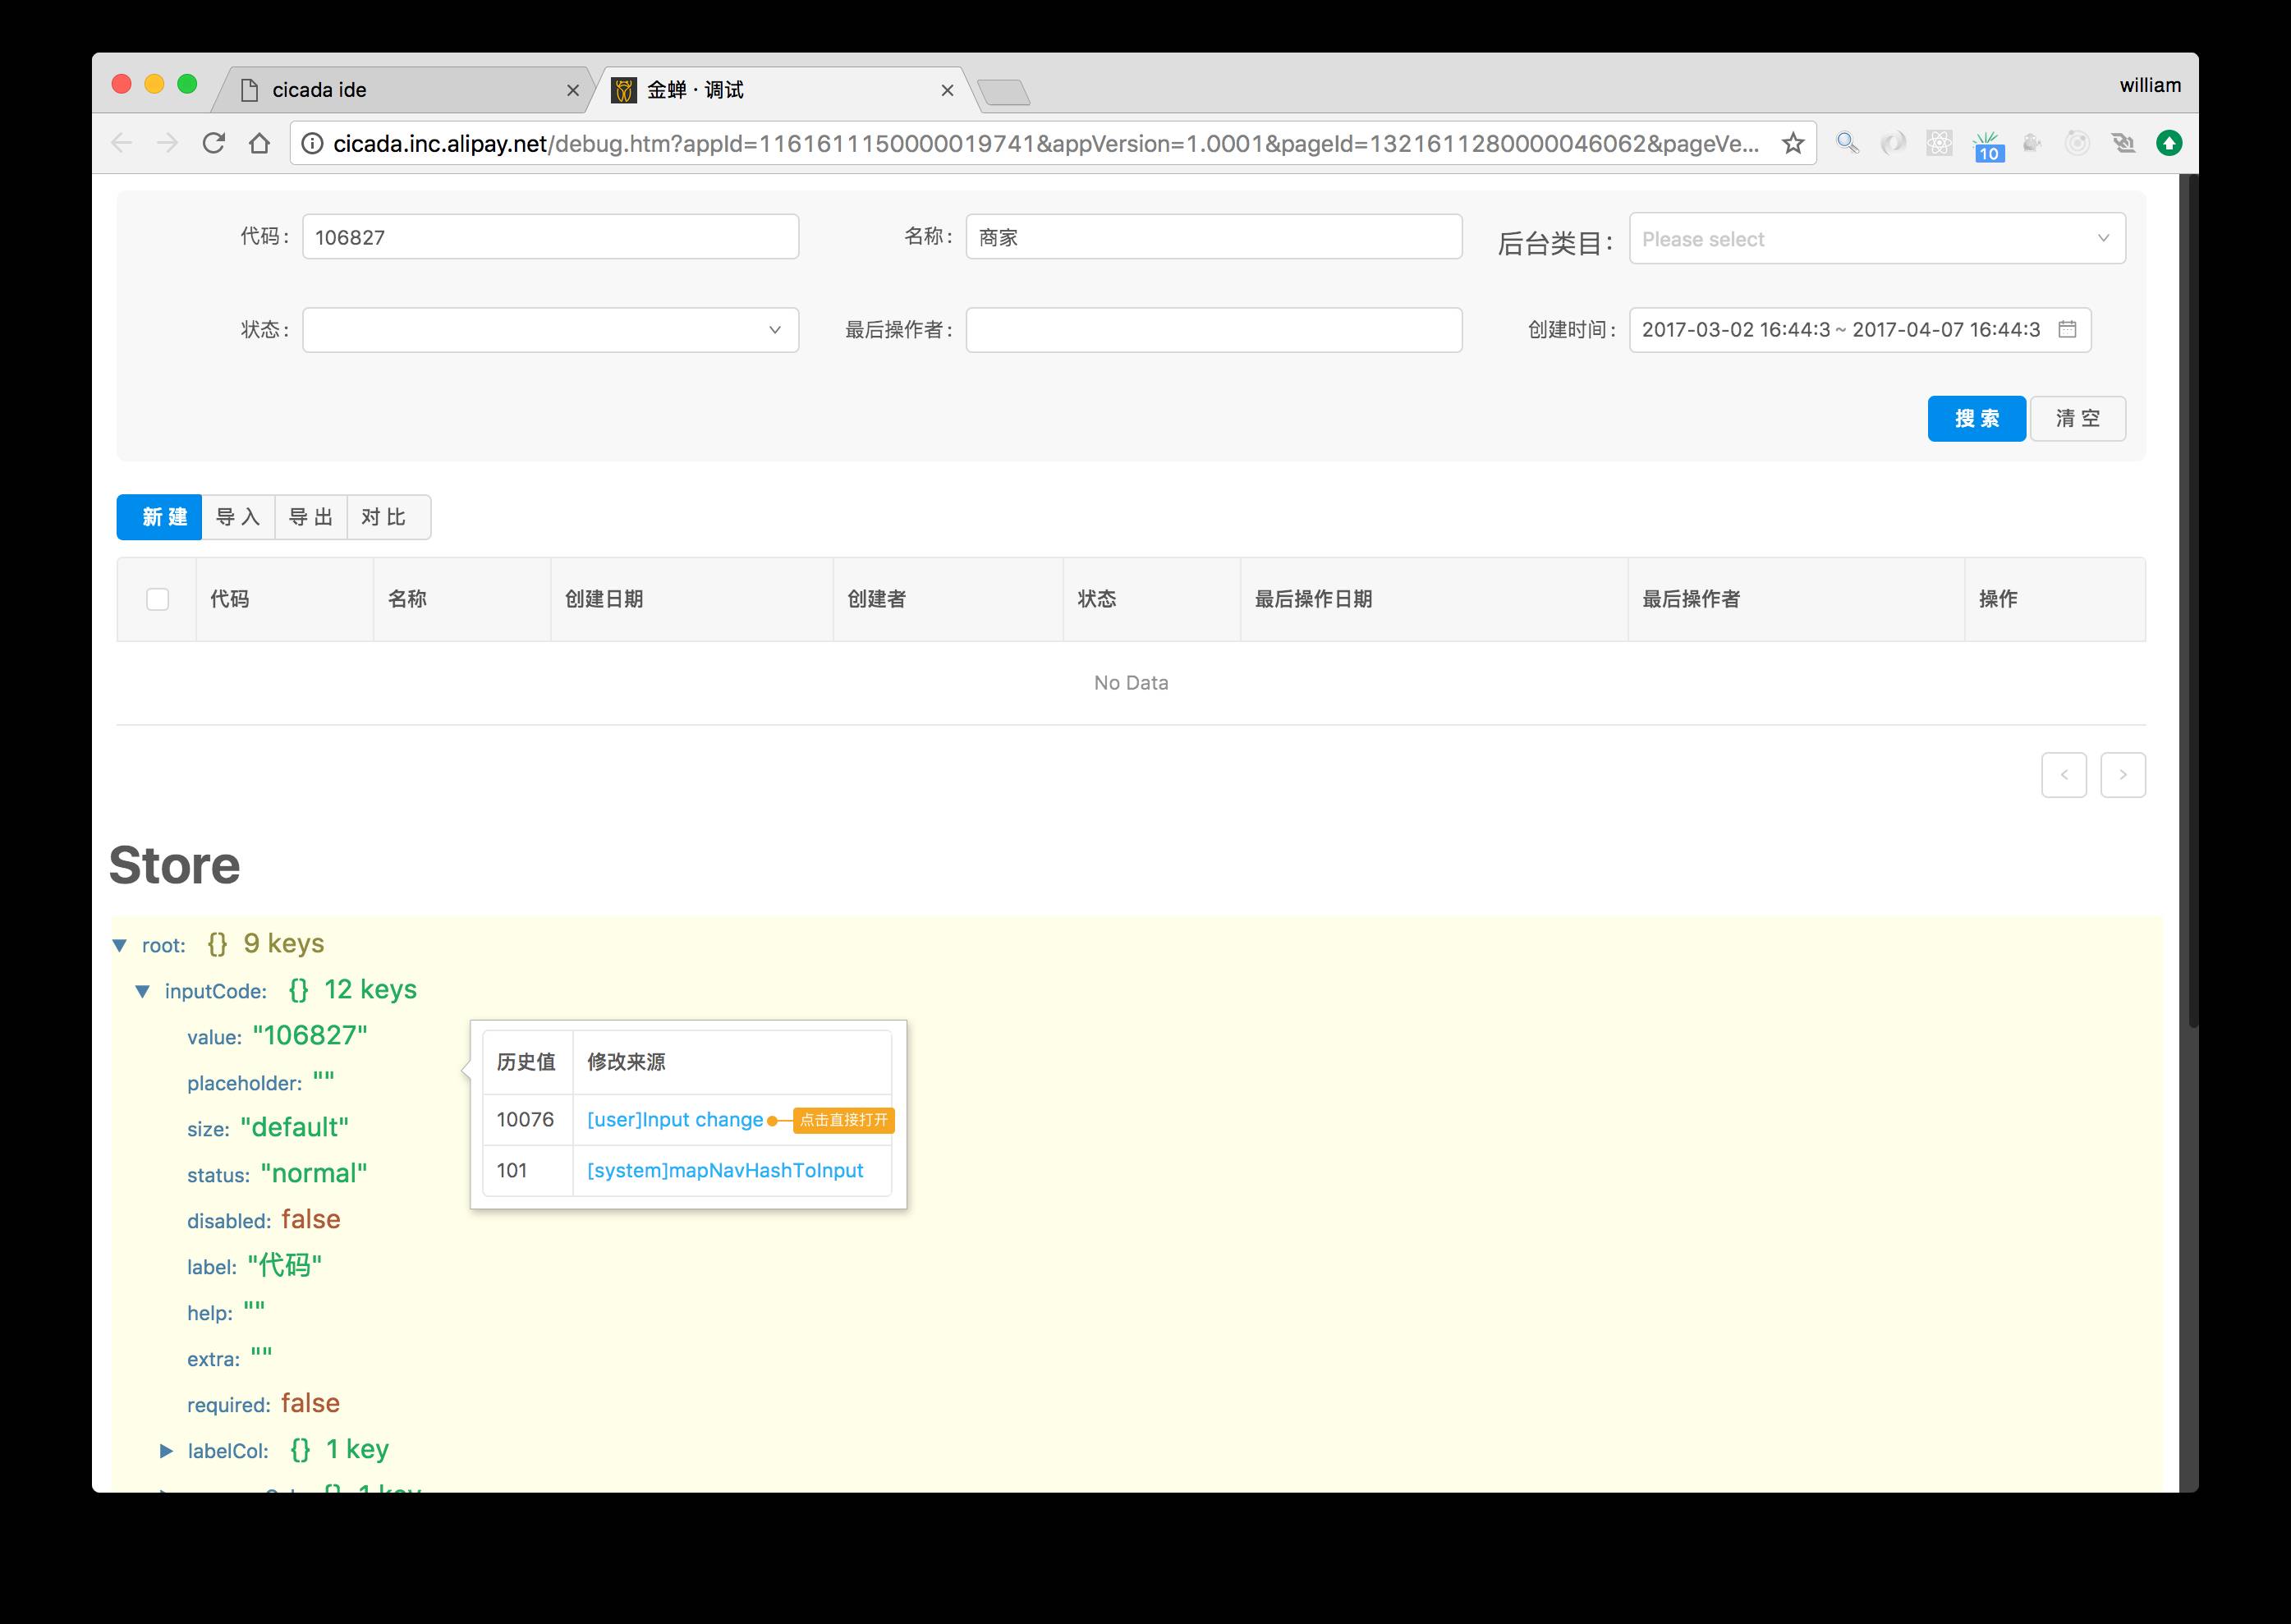 cicada ide
金蝉 · 调试
william
cicada.inc.alipay.net/debug.htm?appId=1161611150000019741&appVersion=1.0001&pageId=1321611280000046062&pageVe...
10
代码: 106827 名称: 商家 后台类目: Please select
状态: 最后操作者: 创建时间: 2017-03-02 16:44:3 ~ 2017-04-07 16:44:3
搜 索 清 空
新 建 导 入 导 出 对 比
代码 名称 创建日期 创建者 状态 最后操作日期 最后操作者 操作
No Data
< >
Store
root: {} 9 keys
inputCode: {} 12 keys
value: "106827"
placeholder: ""
size: "default"
status: "normal"
disabled: false
label: "代码"
help: ""
extra: ""
required: false
labelCol: {} 1 key
历史值 修改来源
10076 [user]Input change 点击直接打开
101 [system]mapNavHashToInput